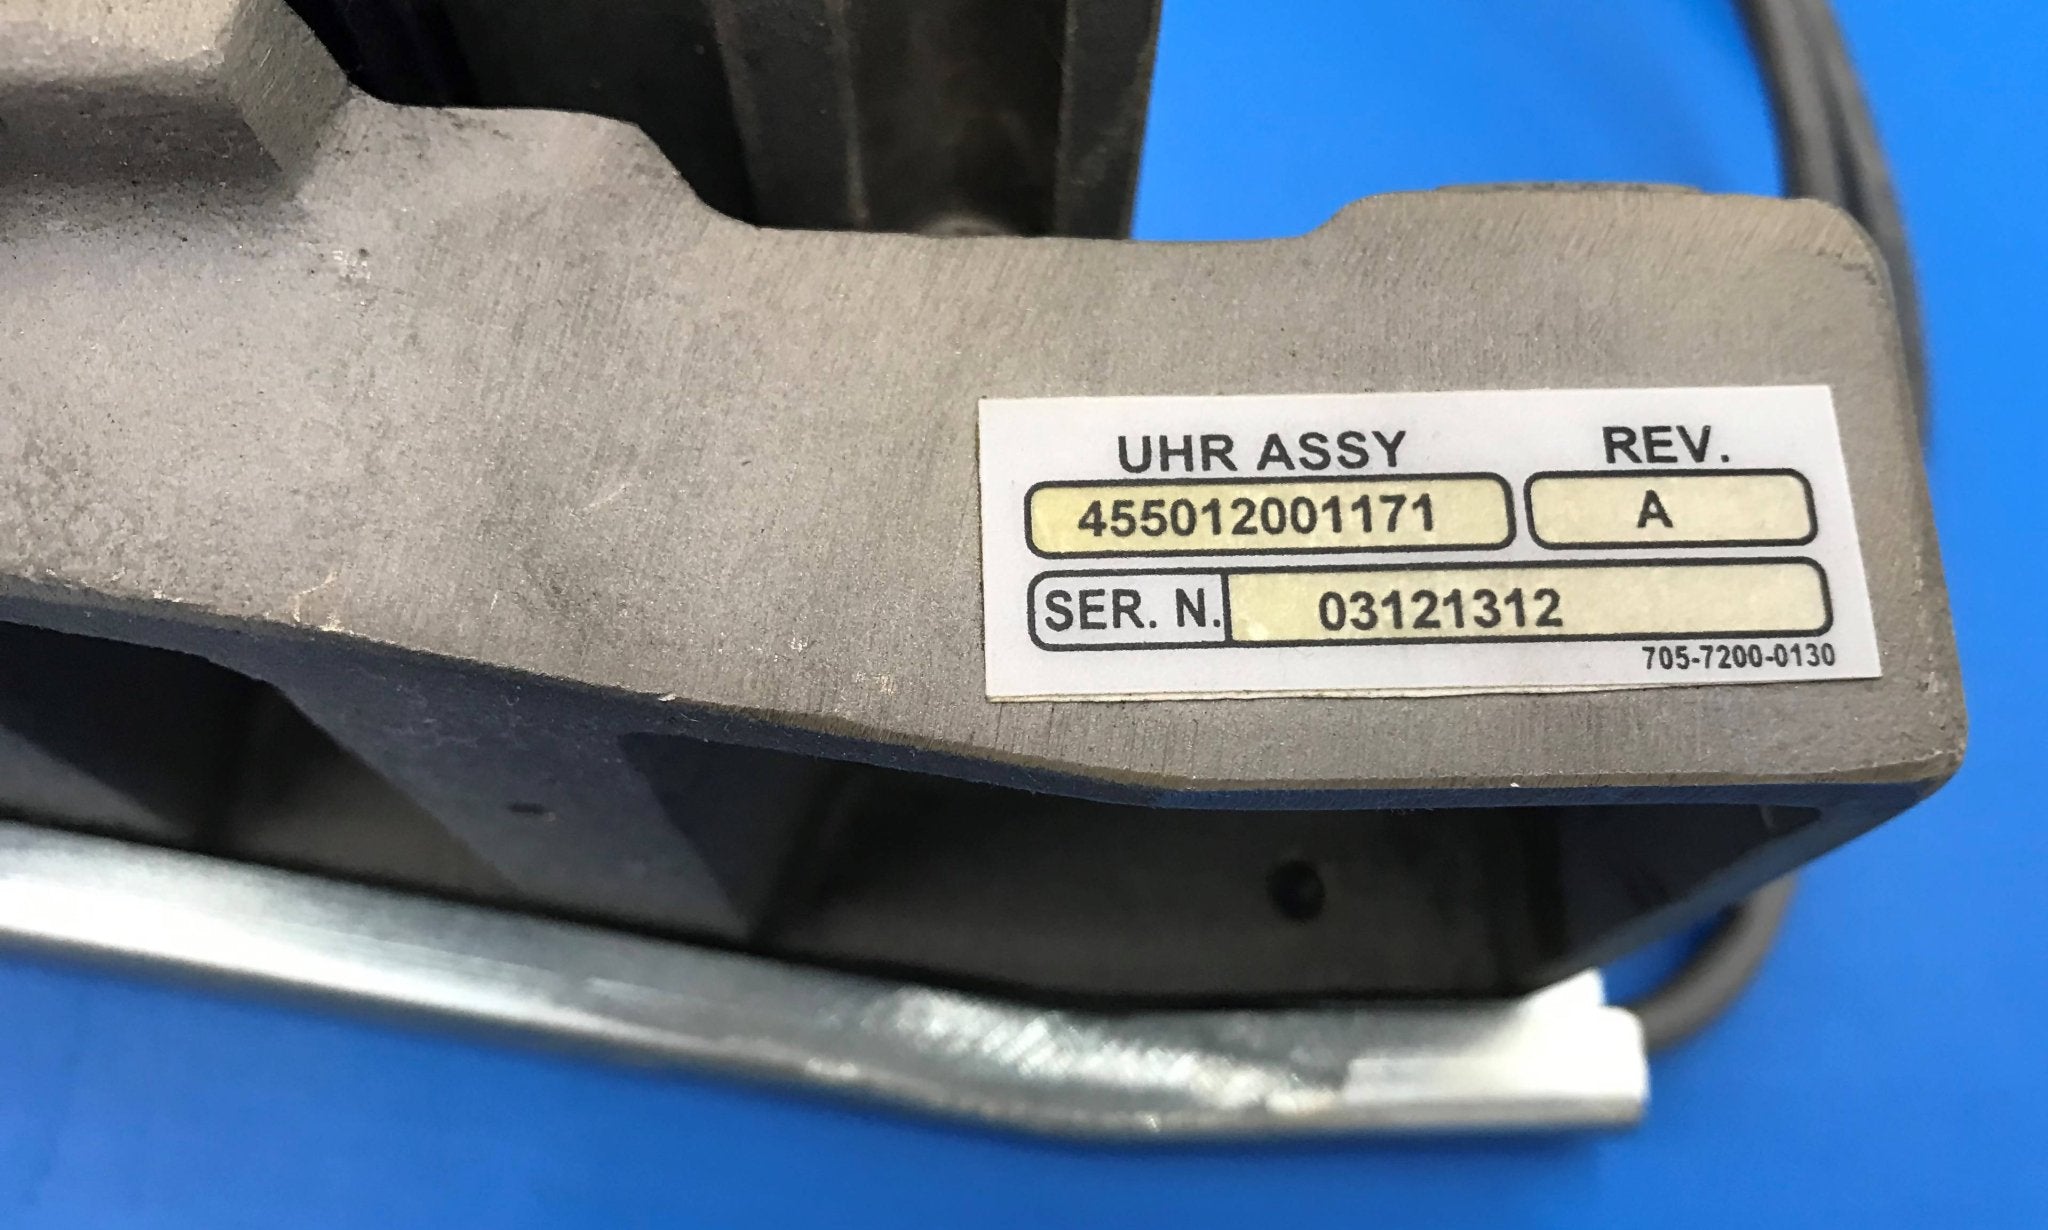 UHR ASSY REV.
455012001171 A
SER. N. 03121312
705-7200-0130